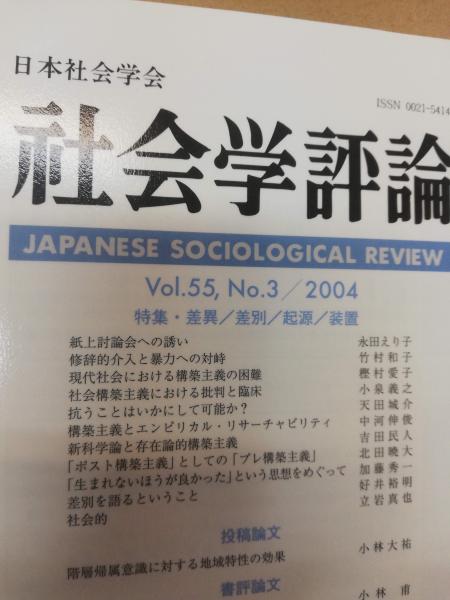 日本社会学会
ISSN 0021-5414
社会学評論
JAPANESE SOCIOLOGICAL REVIEW
Vol.55, No.3／2004
特集・差異／差別／起源／装置
紙上討論会への誘い 永田えり子
修辞的介入と暴力への対峙 竹村和子
現代社会における構築主義の困難 樫村愛子
社会構築主義における批判と臨床 小泉義之
抗うことはいかにして可能か？ 天田城介
構築主義とエンピリカル・リサーチャビリティ 中河伸俊
新科学論と存在論的構築主義 吉田民人
「ポスト構築主義」としての「プレ構築主義」 北田暁大
「生まれないほうが良かった」という思想をめぐって 加藤秀一
差別を語るということ 好井裕明
社会的 立岩真也
投稿論文
階層帰属意識に対する地域特性の効果 小林大祐
書評論文
小林 甫